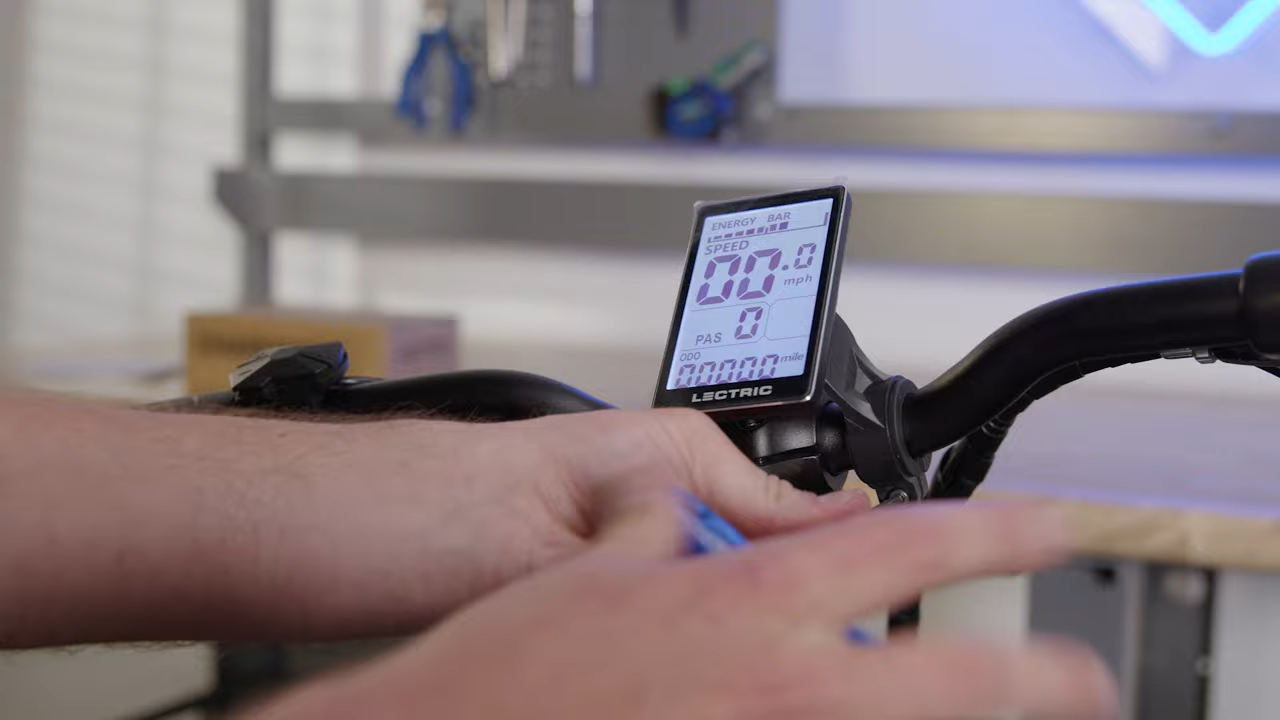 ENERGY BAR
SPEED
00.0
mph
PAS 0
ODO
00000 mile
LECTRIC